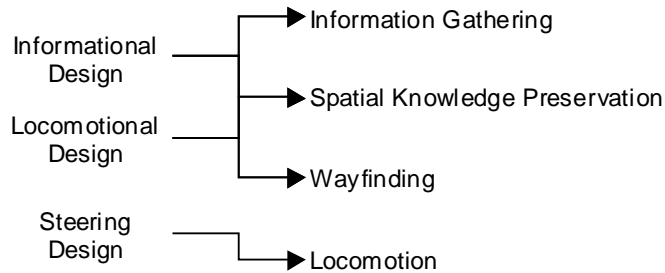 Informational
Design
Locomotional
Design
Steering
Design
Information Gathering
Spatial Knowledge Preservation
Wayfinding
Locomotion